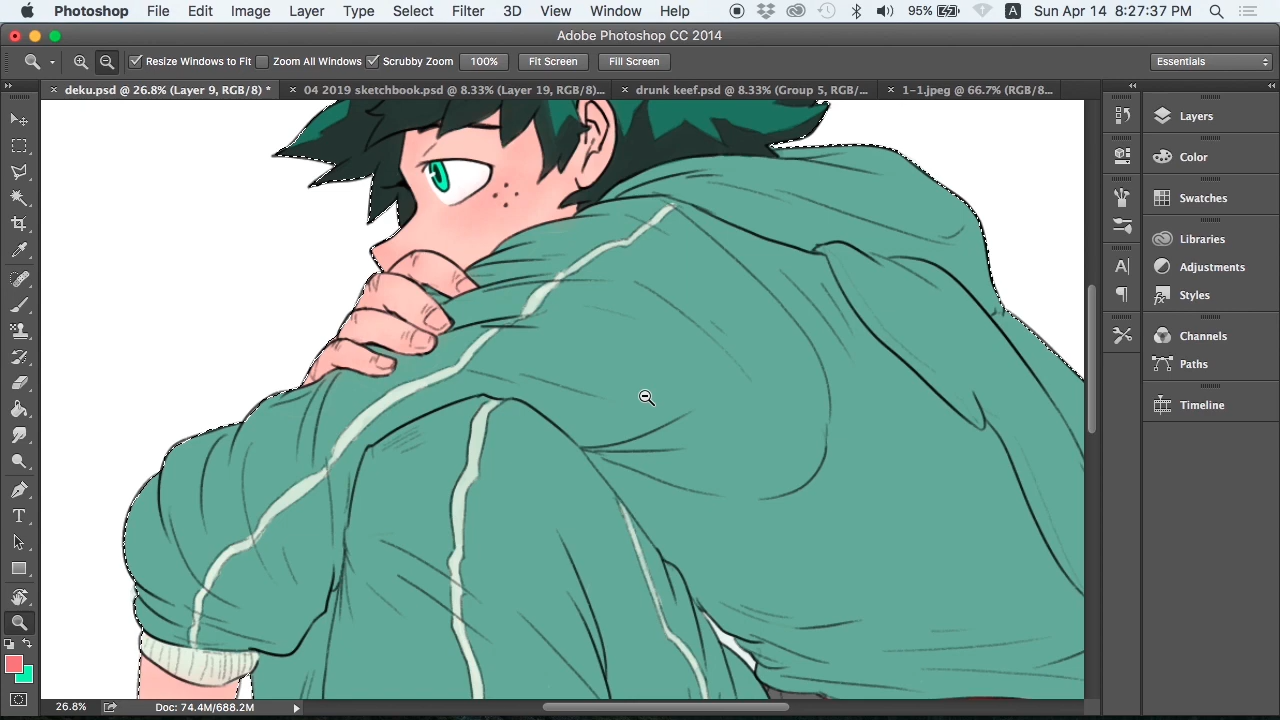 Photoshop File Edit Image Layer Type Select Filter 3D View Window Help 95% A Sun Apr 14 8:27:37 PM
Adobe Photoshop CC 2014
Resize Windows to Fit Zoom All Windows Scrubby Zoom 100% Fit Screen Fill Screen Essentials
deku.psd @ 26.8% (Layer 9, RGB/8) * 04 2019 sketchbook.psd @ 8.33% (Layer 19, RGB/8)... drunk keef.psd @ 8.33% (Group 5, RGB/... 1-1.jpeg @ 66.7% (RGB/8...
Layers
Color
Swatches
Libraries
Adjustments
Styles
Channels
Paths
Timeline
26.8% Doc: 74.4M/688.2M